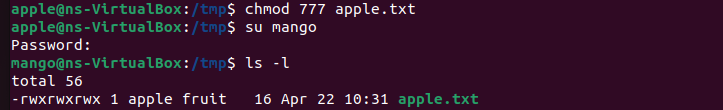 apple@ns-VirtualBox:/tmp$ chmod 777 apple.txt
apple@ns-VirtualBox:/tmp$ su mango
Password:
mango@ns-VirtualBox:/tmp$ ls -l
total 56
-rwxrwxrwx 1 apple fruit   16 Apr 22 10:31 apple.txt